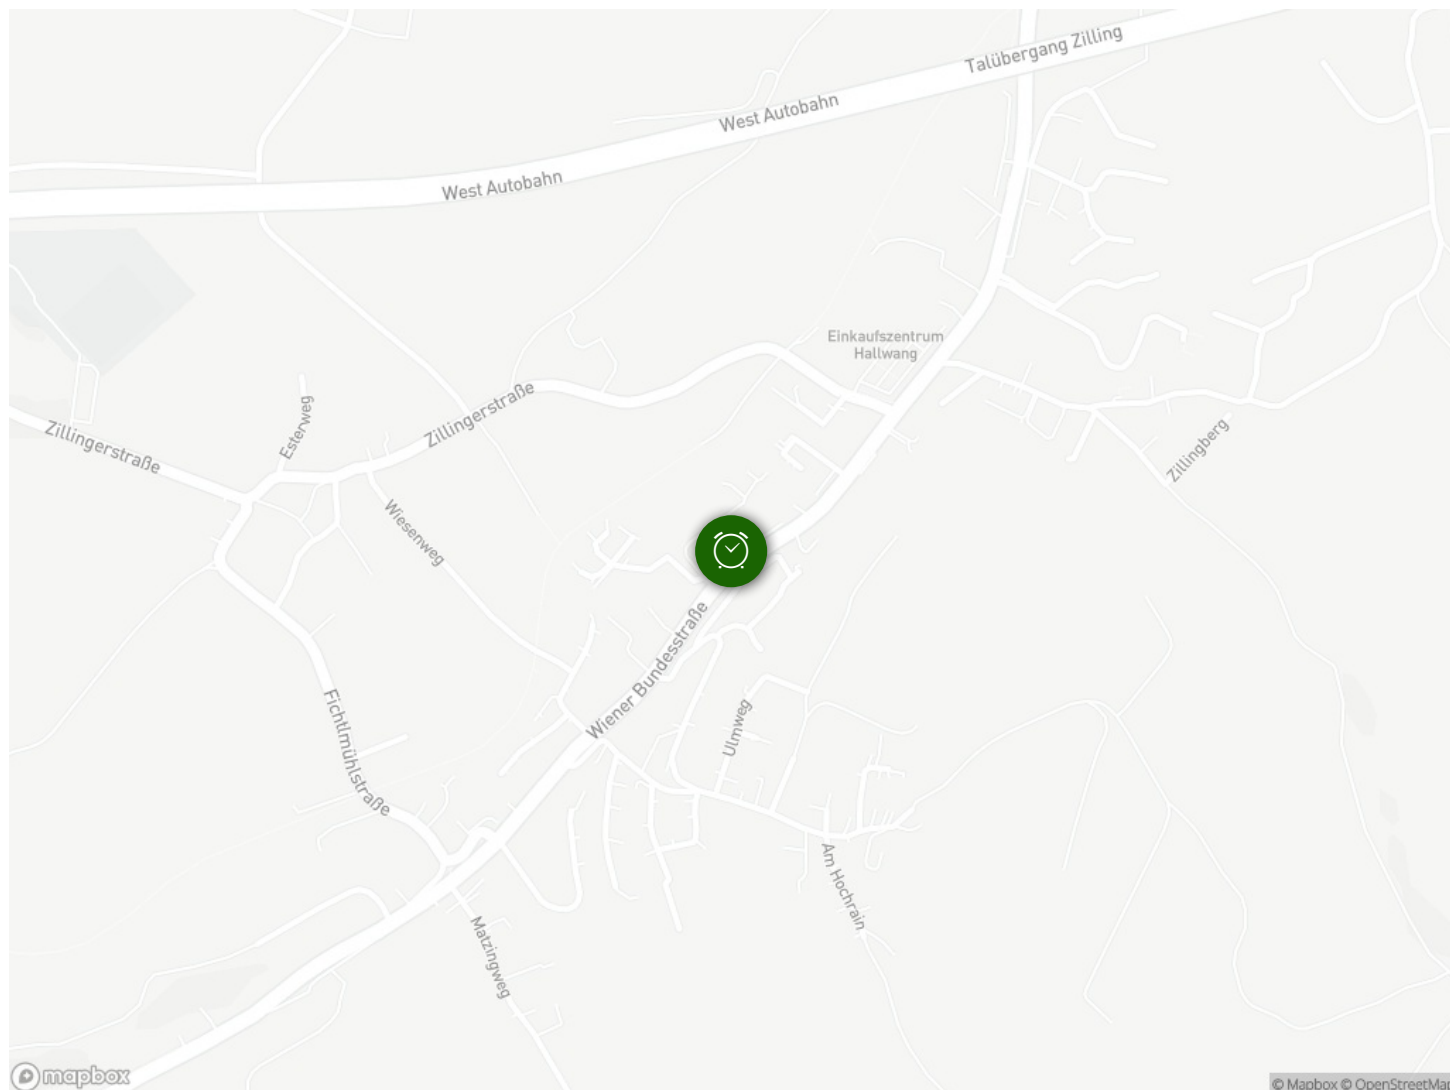 Talübergang Zilling
West Autobahn
West Autobahn
Einkaufszentrum
Hallwang
Zillingerstraße
Esterweg
Zillingerstraße
Zillingberg
Wiesenweg
Wiener Bundesstraße
Fichtlmühlstraße
Ulmweg
Am Hochrain
Matzingweg
mapbox
© Mapbox © OpenStreetMap